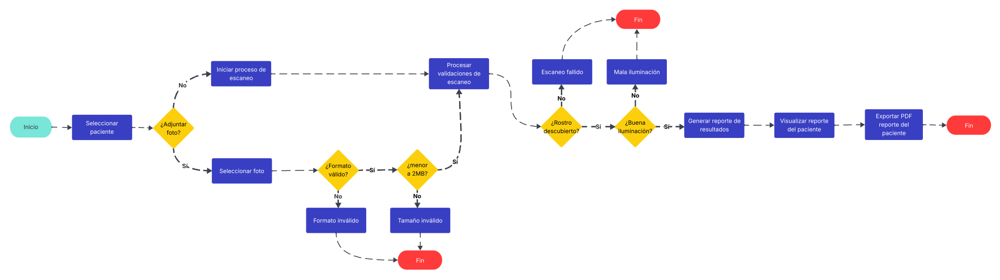 Inicio
Seleccionar
paciente
¿Adjuntar
foto?
No
Iniciar proceso de
escaneo
Sí
Seleccionar foto
¿Formato
válido?
No
Formato inválido
Sí
¿menor
a 2MB?
No
Tamaño inválido
Fin
Sí
Procesar
validaciones de
escaneo
¿Rostro
descubierto?
No
Escaneo fallido
Sí
¿Buena
iluminación?
No
Mala iluminación
Fin
Sí
Generar reporte de
resultados
Visualizar reporte
del paciente
Exportar PDF
reporte del
paciente
Fin